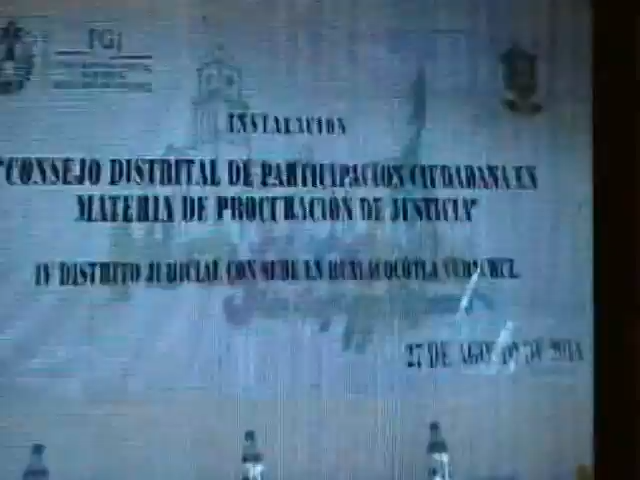 PGJ
INSTALACION
"CONSEJO DISTRITAL DE PARTICIPACION CIUDADANA EN
MATERIA DE PROCURACIÓN DE JUSTICIA"
IV DISTRITO JUDICIAL CON SEDE EN HUAYACOCOTLA VERACRUZ.
27 DE AGOSTO DE